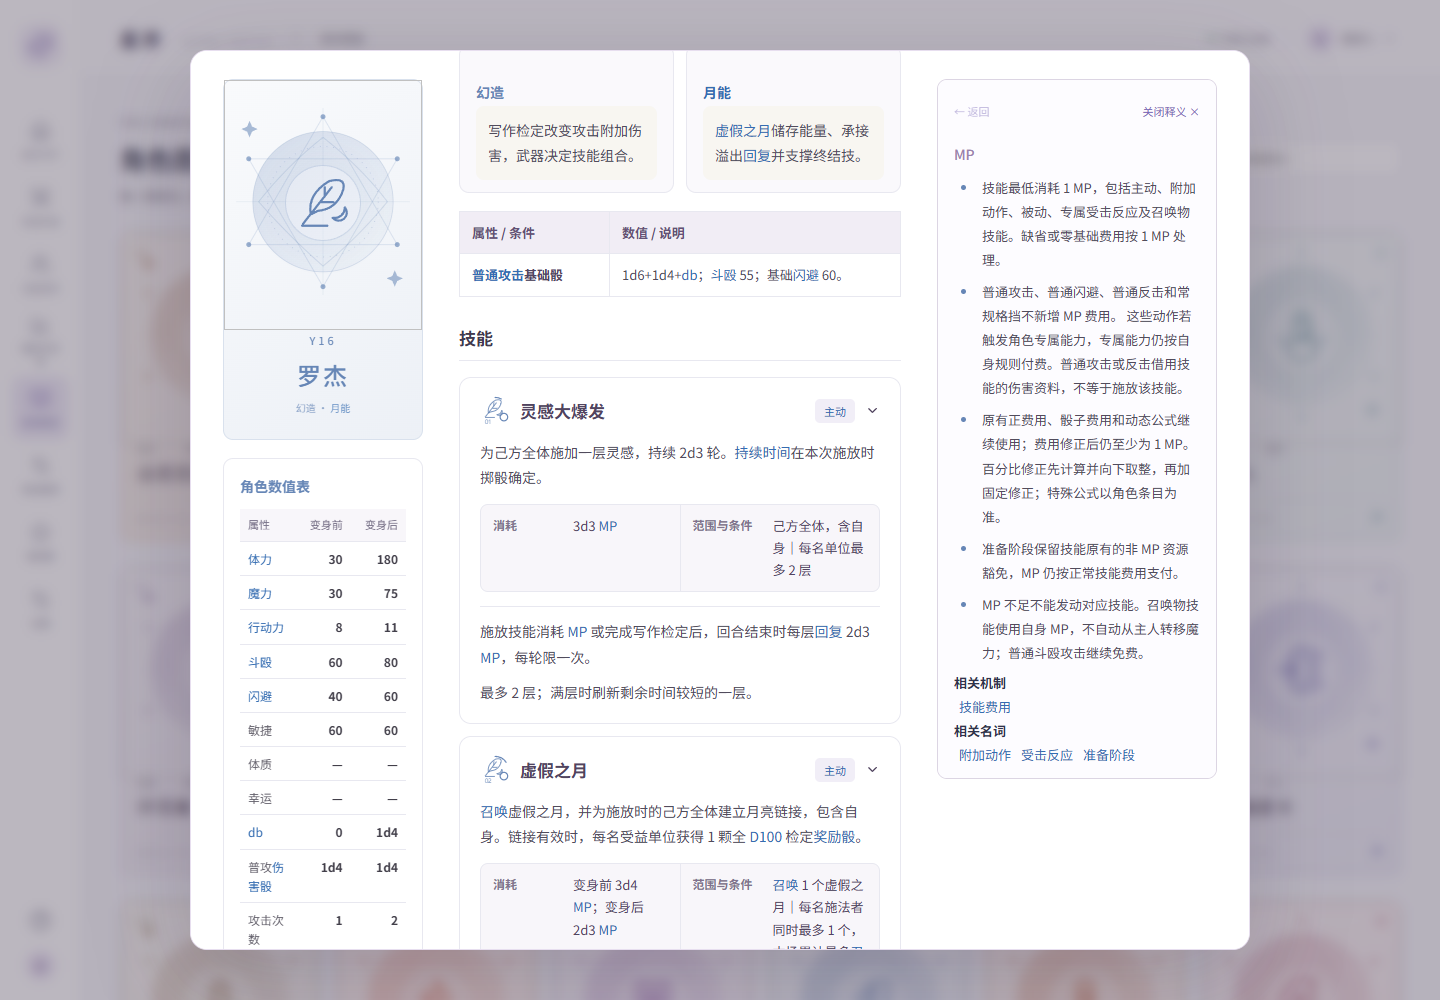 Y16
罗杰
幻造 · 月能
角色数值表
属性 变身前 变身后
体力 30 180
魔力 30 75
行动力 8 11
斗殴 60 80
闪避 40 60
敏捷 60 60
体质 — —
幸运 — —
db 0 1d4
普攻伤 1d4 1d4
害骰
攻击次 1 2
数
幻造
写作检定改变攻击附加伤
害，武器决定技能组合。
月能
虚假之月储存能量、承接
溢出回复并支撑终结技。
属性 / 条件 数值 / 说明
普通攻击基础骰 1d6+1d4+db；斗殴 55；基础闪避 60。
技能
灵感大爆发 主动
为己方全体施加一层灵感，持续 2d3 轮。持续时间在本次施放时
掷骰确定。
消耗 3d3 MP
范围与条件 己方全体，含自
身｜每名单位最
多 2 层
施放技能消耗 MP 或完成写作检定后，回合结束时每层回复 2d3
MP，每轮限一次。
最多 2 层；满层时刷新剩余时间较短的一层。
虚假之月 主动
召唤虚假之月，并为施放时的己方全体建立月亮链接，包含自
身。链接有效时，每名受益单位获得 1 颗全 D100 检定奖励骰。
消耗 变身前 3d4
MP；变身后
2d3 MP
范围与条件 召唤 1 个虚假之
月｜每名施法者
同时最多 1 个，
← 返回 关闭释义 ×
MP
• 技能最低消耗 1 MP，包括主动、附加
动作、被动、专属受击反应及召唤物
技能。缺省或零基础费用按 1 MP 处
理。
• 普通攻击、普通闪避、普通反击和常
规格挡不新增 MP 费用。 这些动作若
触发角色专属能力，专属能力仍按自
身规则付费。普通攻击或反击借用技
能的伤害资料，不等于施放该技能。
• 原有正费用、骰子费用和动态公式继
续使用；费用修正后仍至少为 1 MP。
百分比修正先计算并向下取整，再加
固定修正；特殊公式以角色条目为
准。
• 准备阶段保留技能原有的非 MP 资源
豁免，MP 仍按正常技能费用支付。
• MP 不足不能发动对应技能。召唤物技
能使用自身 MP，不自动从主人转移魔
力；普通斗殴攻击继续免费。
相关机制
技能费用
相关名词
附加动作 受击反应 准备阶段